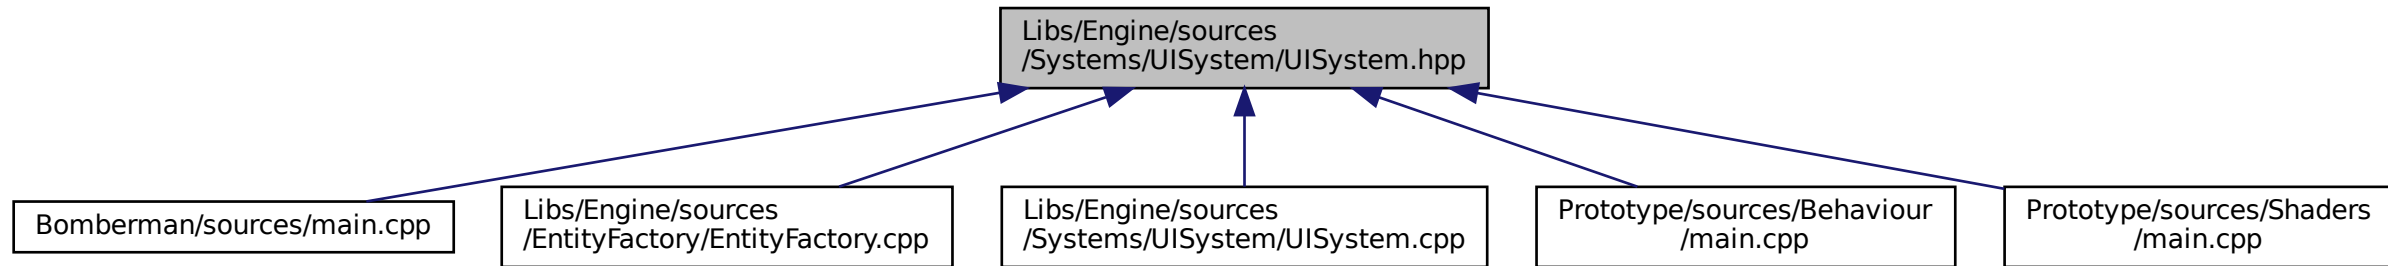 Libs/Engine/sources
/Systems/UISystem/UISystem.hpp
Bomberman/sources/main.cpp
Libs/Engine/sources
/EntityFactory/EntityFactory.cpp
Libs/Engine/sources
/Systems/UISystem/UISystem.cpp
Prototype/sources/Behaviour
/main.cpp
Prototype/sources/Shaders
/main.cpp